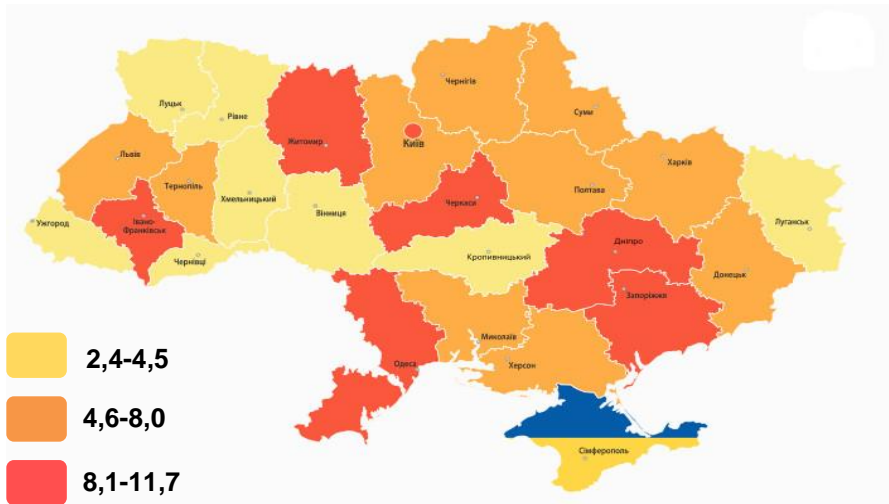 Чернігів
Луцьк
Рівне
Суми
Житомир
Київ
Львів
Харків
Тернопіль
Хмельницький
Полтава
Черкаси
Вінниця
Ужгород
Івано-
Франківськ
Луганськ
Дніпро
Чернівці
Кропивницький
Донецьк
Запоріжжя
Миколаїв
Одеса
Херсон
Сімферополь
2,4-4,5
4,6-8,0
8,1-11,7